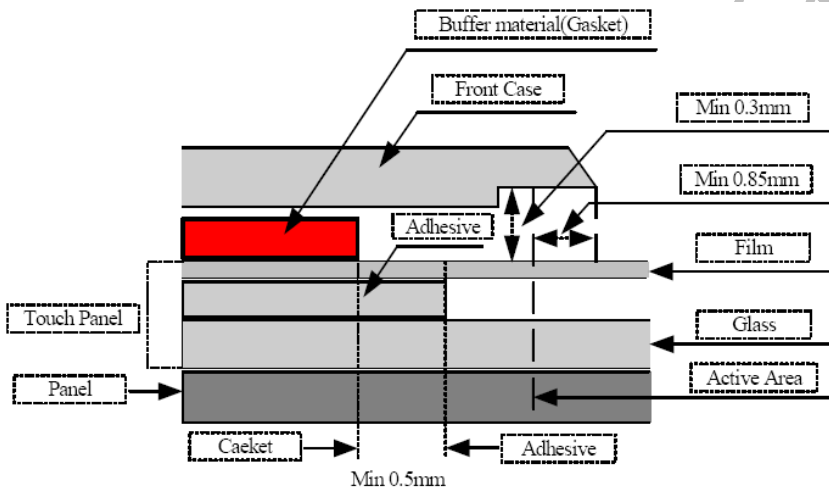 Buffer material(Gasket)
Front Case
Min 0.3mm
Min 0.85mm
Adhesive
Film
Touch Panel
Glass
Panel
Active Area
Caeket
Adhesive
Min 0.5mm